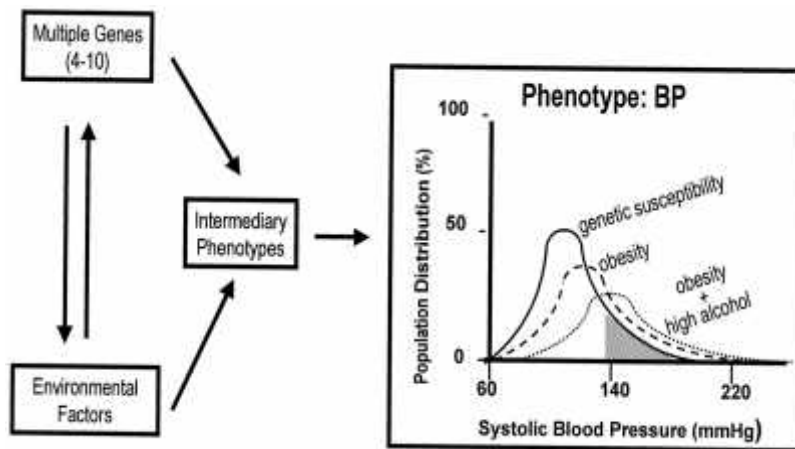 Multiple Genes
(4-10)
Intermediary
Phenotypes
Environmental
Factors
Phenotype: BP
100
50
0
Population Distribution (%)
genetic susceptibility
obesity
obesity
+
high alcohol
60
140
220
Systolic Blood Pressure (mmHg)